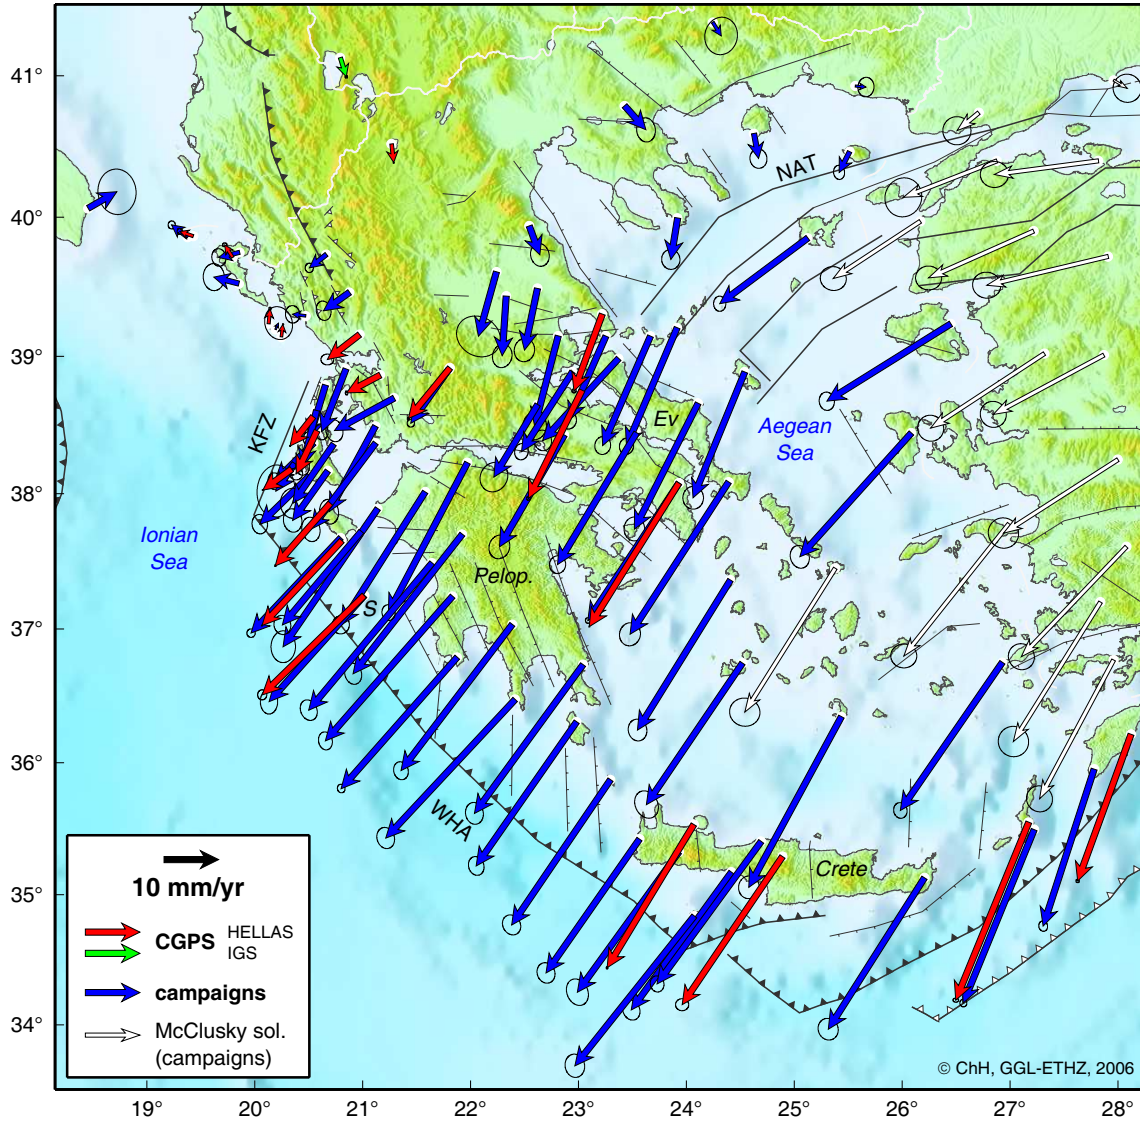 41°
40°
39°
38°
37°
36°
35°
34°
NAT
KFZ
Ev
Aegean
Sea
Ionian
Sea
Pelop.
S
WHA
Crete
10 mm/yr
CGPS HELLAS
IGS
campaigns
McClusky sol.
(campaigns)
© ChH, GGL-ETHZ, 2006
19° 20° 21° 22° 23° 24° 25° 26° 27° 28°